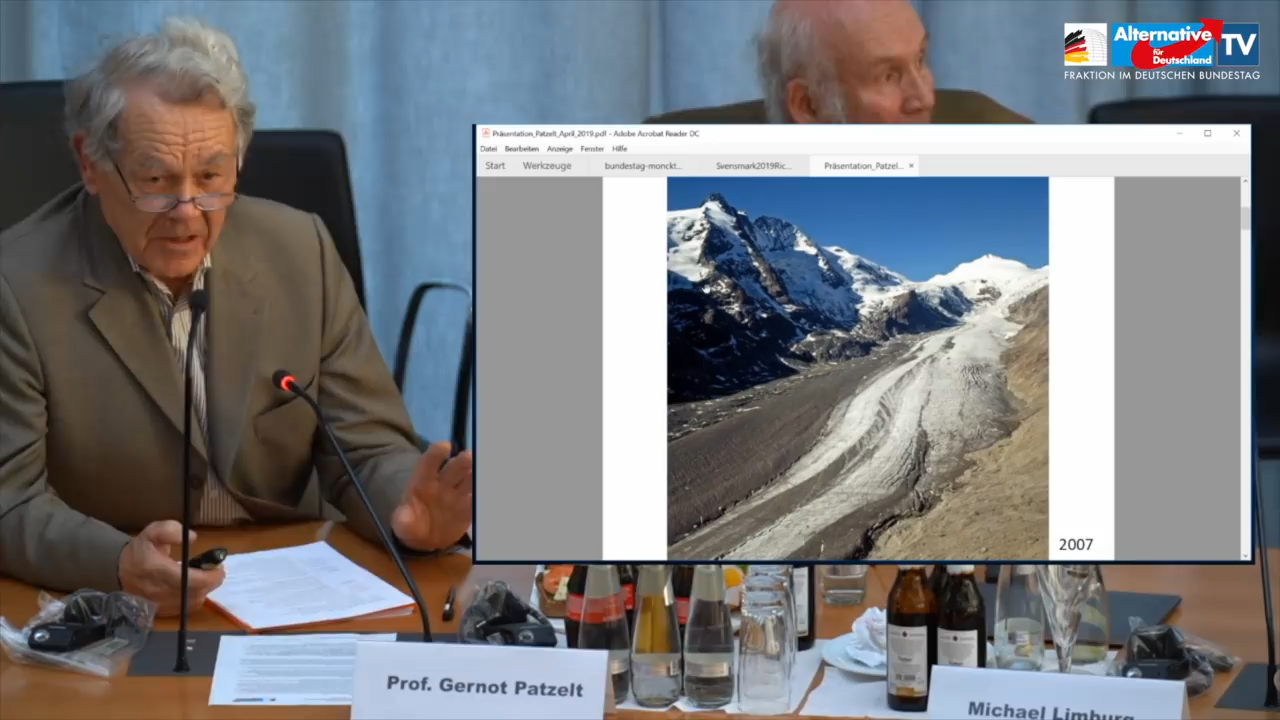 Alternative
für
Deutschland
TV
FRAKTION IM DEUTSCHEN BUNDESTAG
Präsentation_Patzelt_April_2019.pdf - Adobe Acrobat Reader DC
Datei Bearbeiten Anzeige Fenster Hilfe
Start Werkzeuge bundestag-monckt... Svensmark2019Ric... Präsentation_Patzel... ×
2007
Prof. Gernot Patzelt
Michael Limburg